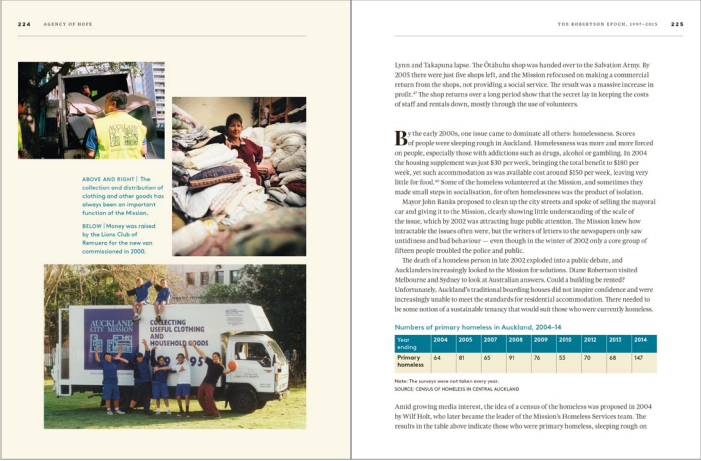 224 AGENCY OF HOPE
AUCKLAND
CITY MISSION
ABOVE AND RIGHT | The
collection and distribution of
clothing and other goods has
always been an important
function of the Mission.
BELOW | Money was raised
by the Lions Club of
Remuera for the new van
commissioned in 2000.
AUCKLAND
CITY MISSION
COLLECTING
USEFUL CLOTHING
AND
HOUSEHOLD GOODS
95
THE ROBERTSON EPOCH, 1997–2015 225
Lynn and Takapuna lapse. The Ōtāhuhu shop was handed over to the Salvation Army. By
2005 there were just five shops left, and the Mission refocused on making a commercial
return from the shops, not providing a social service. The result was a massive increase in
profit. The shop returns over a long period show that the secret lay in keeping the costs
of staff and rentals down, mostly through the use of volunteers.
By the early 2000s, one issue came to dominate all others: homelessness. Scores
of people were sleeping rough in Auckland. Homelessness was more and more forced
on people, especially those with addictions such as drugs, alcohol or gambling. In 2004
the housing supplement was just $30 per week, bringing the total benefit to $180 per
week, yet such accommodation as was available cost around $150 per week, leaving very
little for food. Some of the homeless volunteered at the Mission, and sometimes they
made small steps in socialisation, for often homelessness was the product of isolation.
Mayor John Banks proposed to clean up the city streets and spoke of selling the mayoral
car and giving it to the Mission, clearly showing little understanding of the scale of
the issue, which by 2002 was attracting huge public attention. The Mission knew how
intractable the issues often were, but the writers of letters to the newspapers only saw
untidiness and bad behaviour — even though in the winter of 2002 only a core group of
fifteen people troubled the police and public.
The death of a homeless person in late 2002 exploded into a public debate, and
Aucklanders increasingly looked to the Mission for solutions. Diane Robertson visited
Melbourne and Sydney to look at Australian answers. Could a building be rented?
Unfortunately, Auckland's traditional boarding houses did not inspire confidence and were
increasingly unable to meet the standards for residential accommodation. There needed to
be some notion of a sustainable tenancy that would suit those who were currently homeless.
Numbers of primary homeless in Auckland, 2004–14
Year ending 2004 2005 2007 2008 2009 2010 2012 2013 2014
Primary homeless 64 81 65 91 76 53 70 68 147
Note: The surveys were not taken every year.
SOURCE: CENSUS OF HOMELESS IN CENTRAL AUCKLAND
Amid growing media interest, the idea of a census of the homeless was proposed in 2004
by Wilf Holt, who later became the leader of the Mission's Homeless Services team. The
results in the table above indicate those who were primary homeless, sleeping rough on